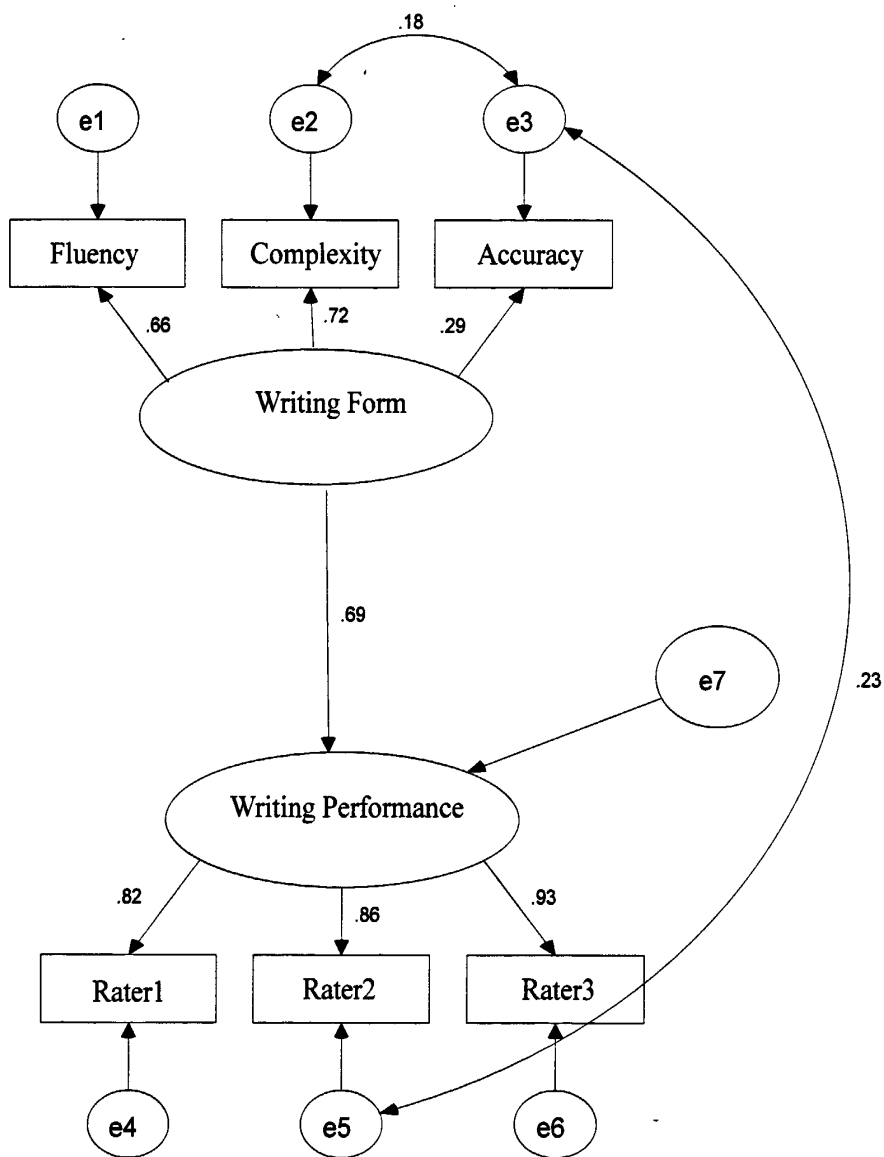 .18
e1
e2
e3
Fluency
Complexity
Accuracy
.66
.72
.29
Writing Form
.69
e7
.23
Writing Performance
.82
.86
.93
Rater1
Rater2
Rater3
e4
e5
e6